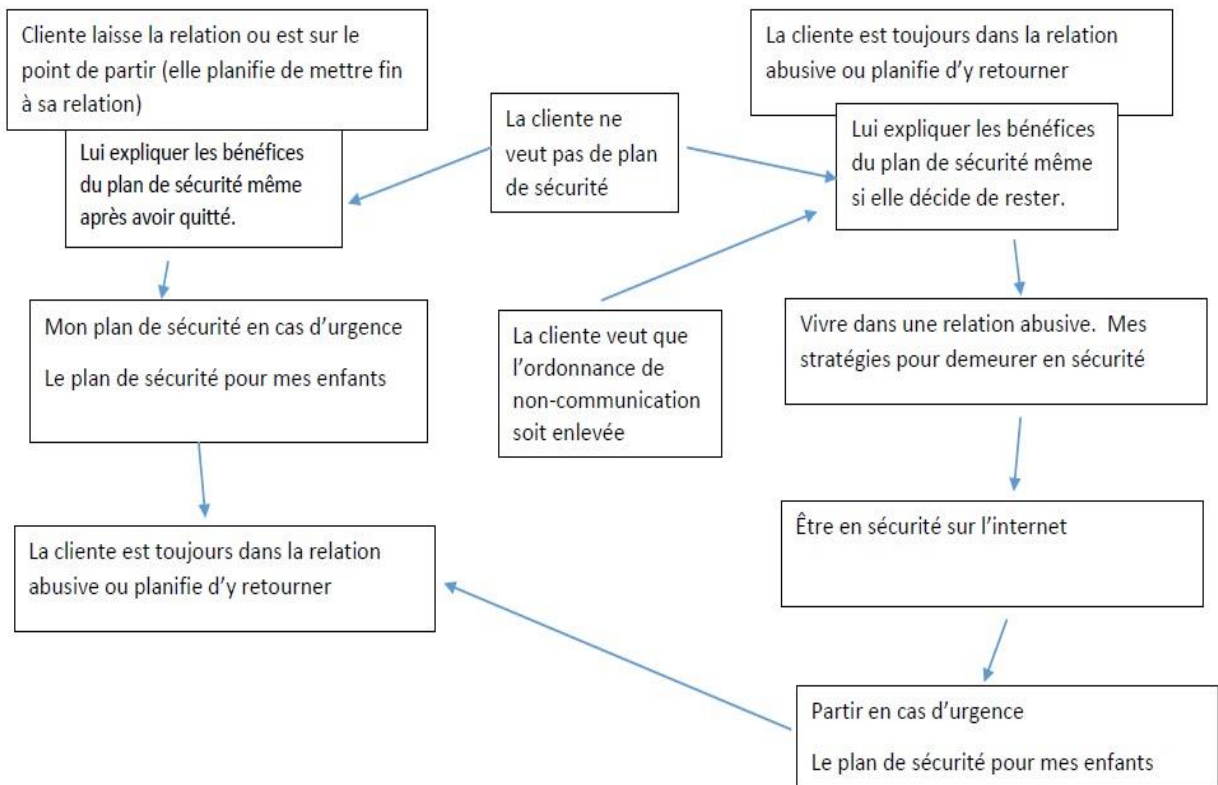 Cliente laisse la relation ou est sur le
point de partir (elle planifie de mettre fin
à sa relation)
Lui expliquer les bénéfices
du plan de sécurité même
après avoir quitté.
La cliente ne
veut pas de plan
de sécurité
La cliente est toujours dans la relation
abusive ou planifie d’y retourner
Lui expliquer les bénéfices
du plan de sécurité même
si elle décide de rester.
Mon plan de sécurité en cas d’urgence
Le plan de sécurité pour mes enfants
La cliente veut que
l’ordonnance de
non-communication
soit enlevée
Vivre dans une relation abusive. Mes
stratégies pour demeurer en sécurité
La cliente est toujours dans la relation
abusive ou planifie d’y retourner
Être en sécurité sur l’internet
Partir en cas d’urgence
Le plan de sécurité pour mes enfants